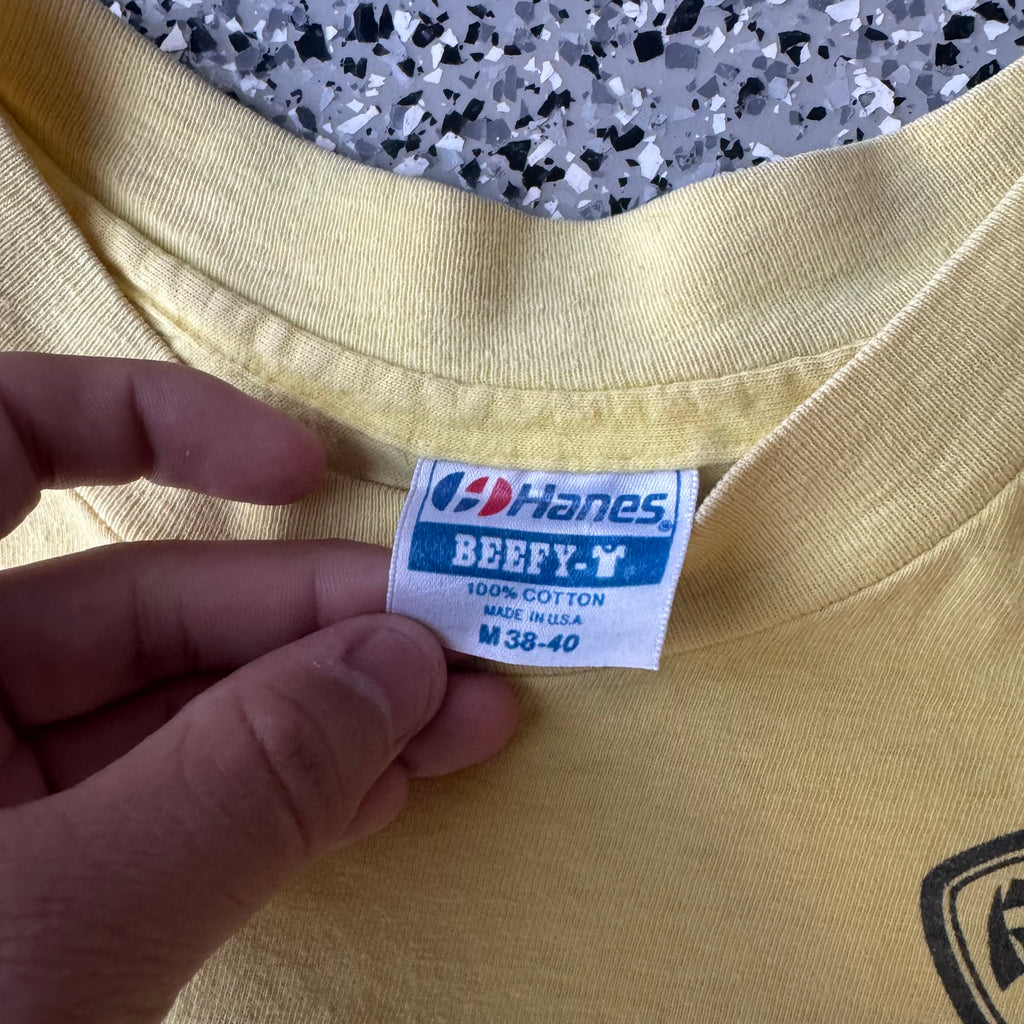 Hanes®
BEEFY-T
100% COTTON
MADE IN U.S.A
M 38-40